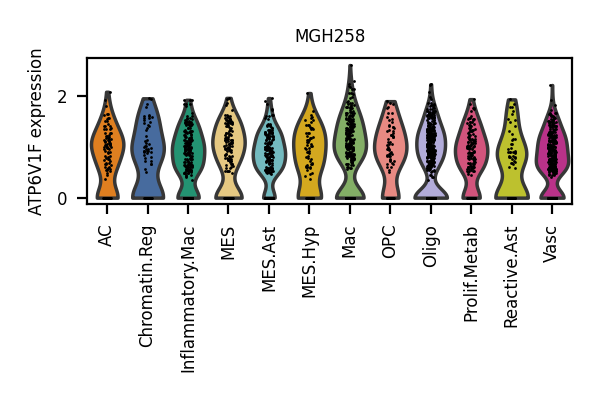 MGH258
ATP6V1F expression
2
0
AC
Chromatin.Reg
Inflammatory.Mac
MES
MES.Ast
MES.Hyp
Mac
OPC
Oligo
Prolif.Metab
Reactive.Ast
Vasc